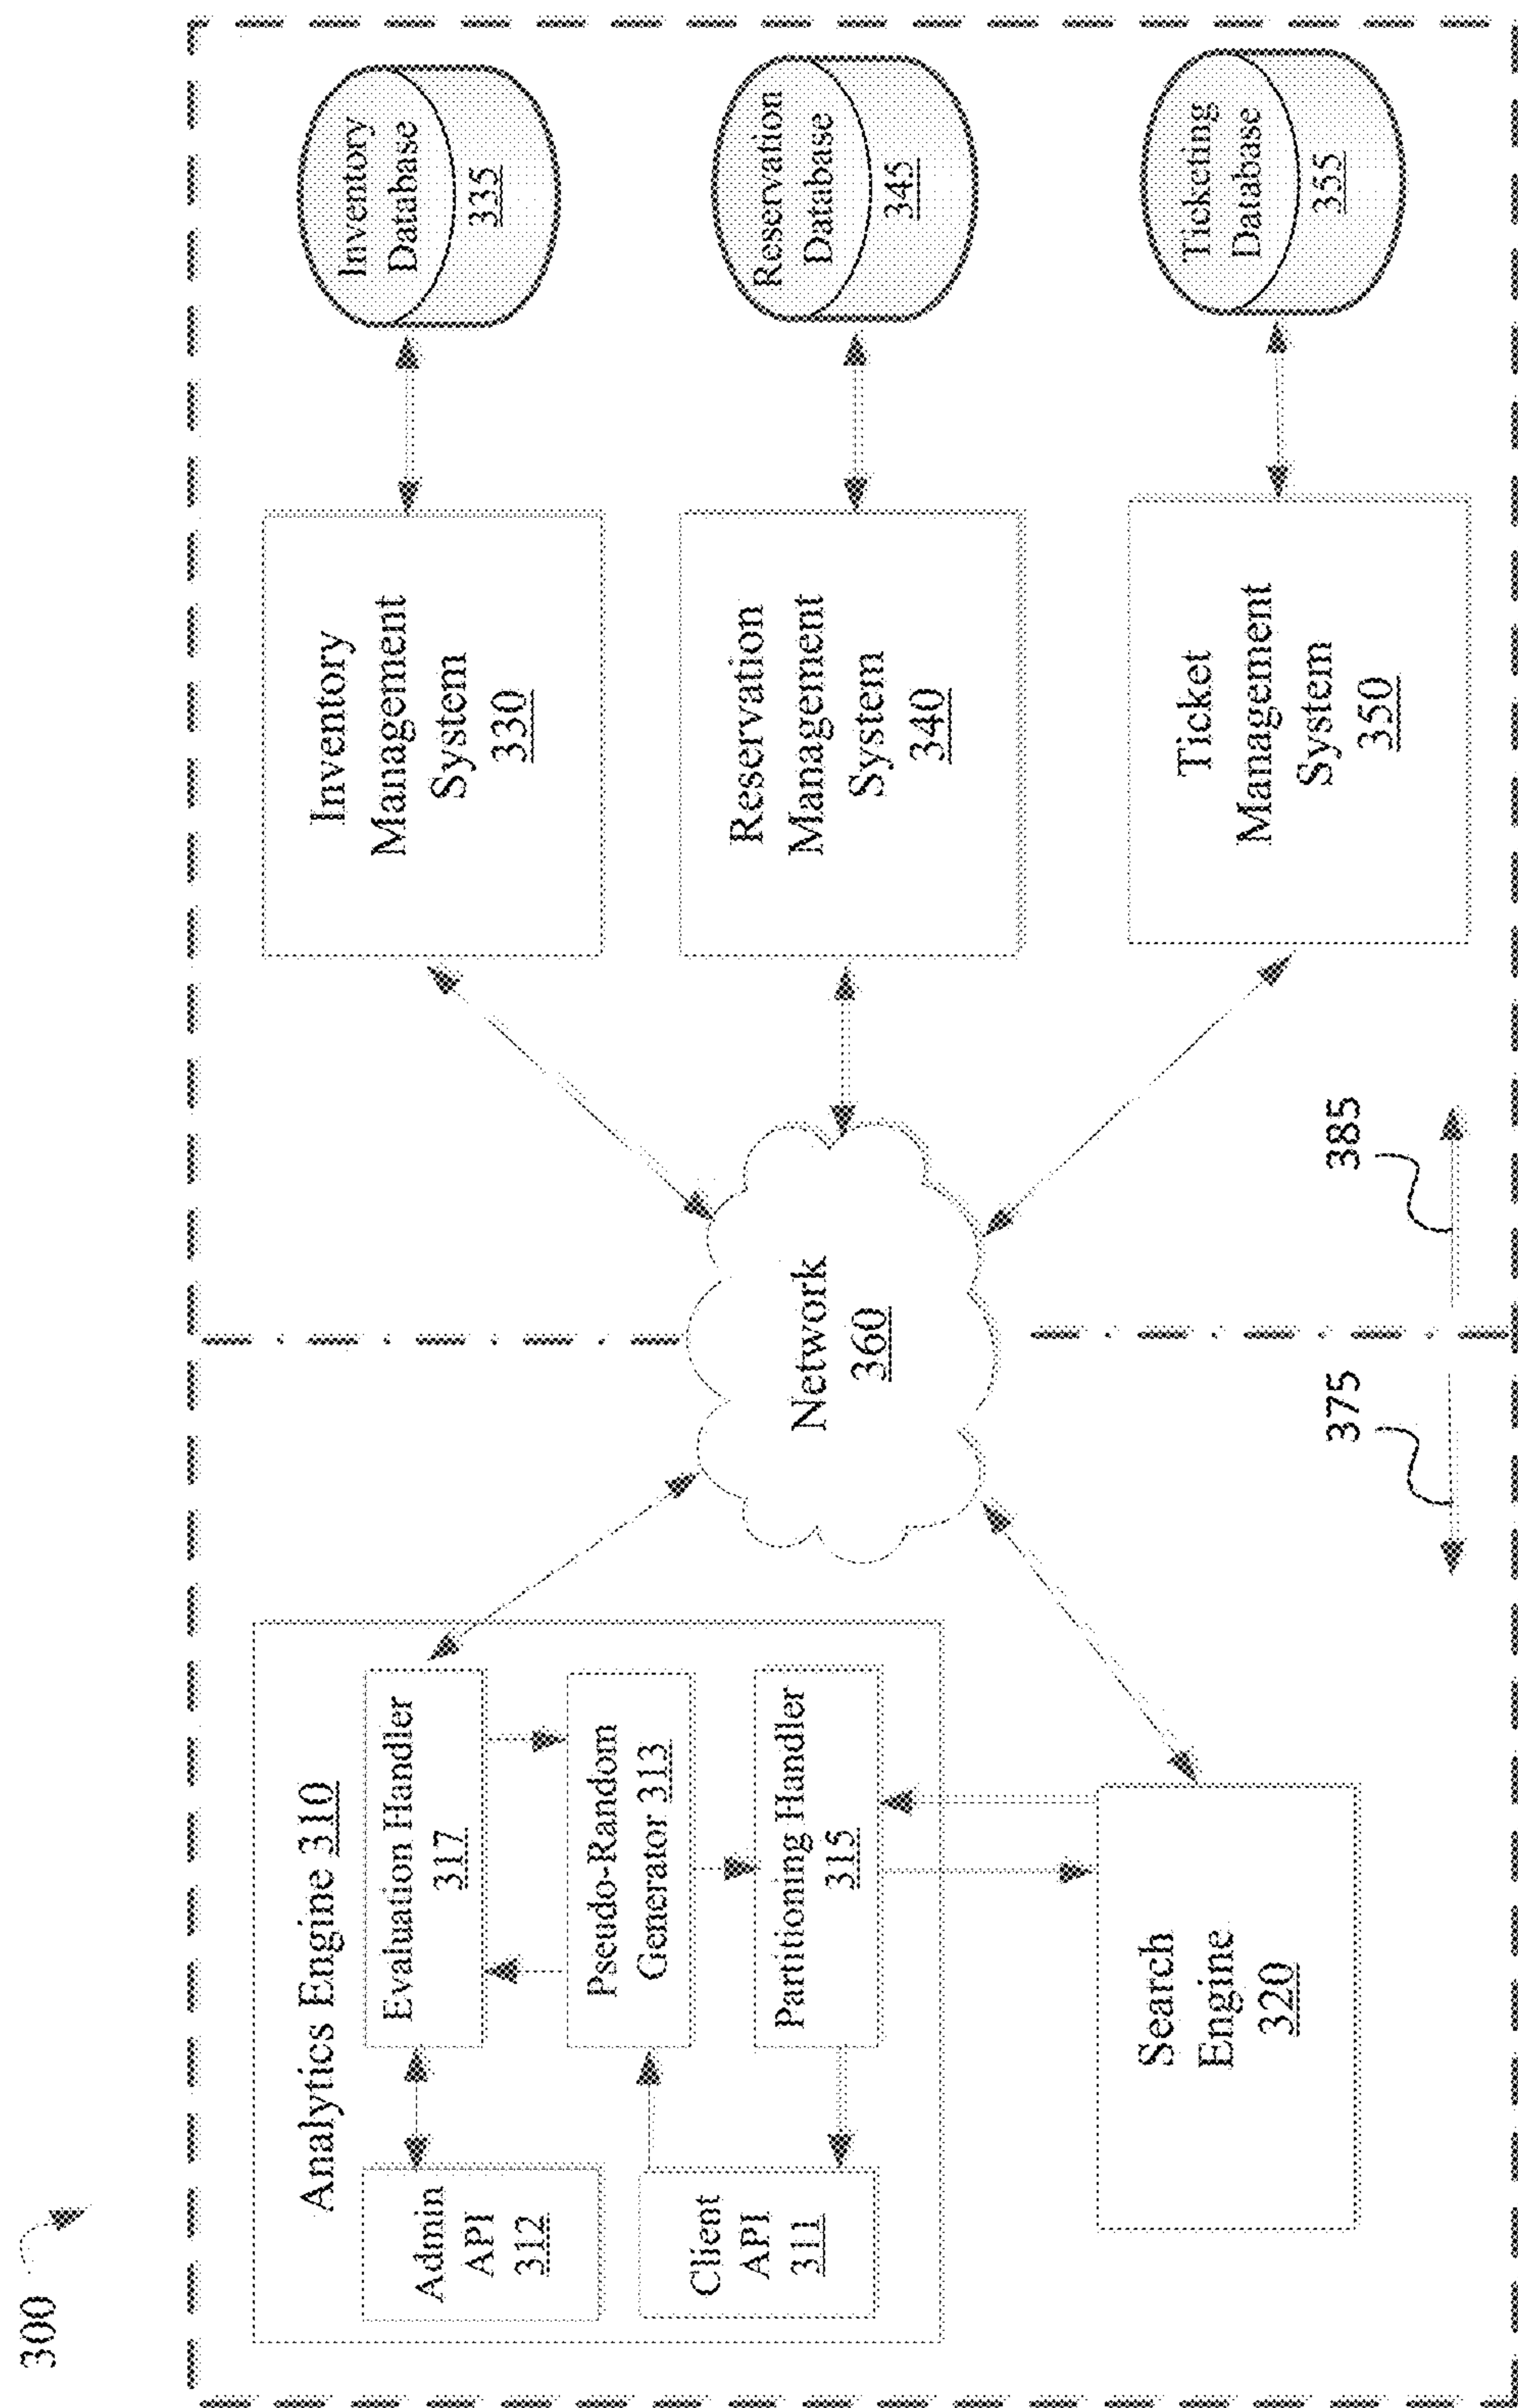 300
Analytics Engine 310
Admin
API
312
Evaluation Handler
317
Client
API
311
Pseudo-Random
Generator 313
Partitioning Handler
315
Search
Engine
320
Network
360
375
385
Inventory
Management
System
330
Reservation
Management
System
340
Ticket
Management
System
350
Inventory
Database
335
Reservation
Database
345
Ticketing
Database
355